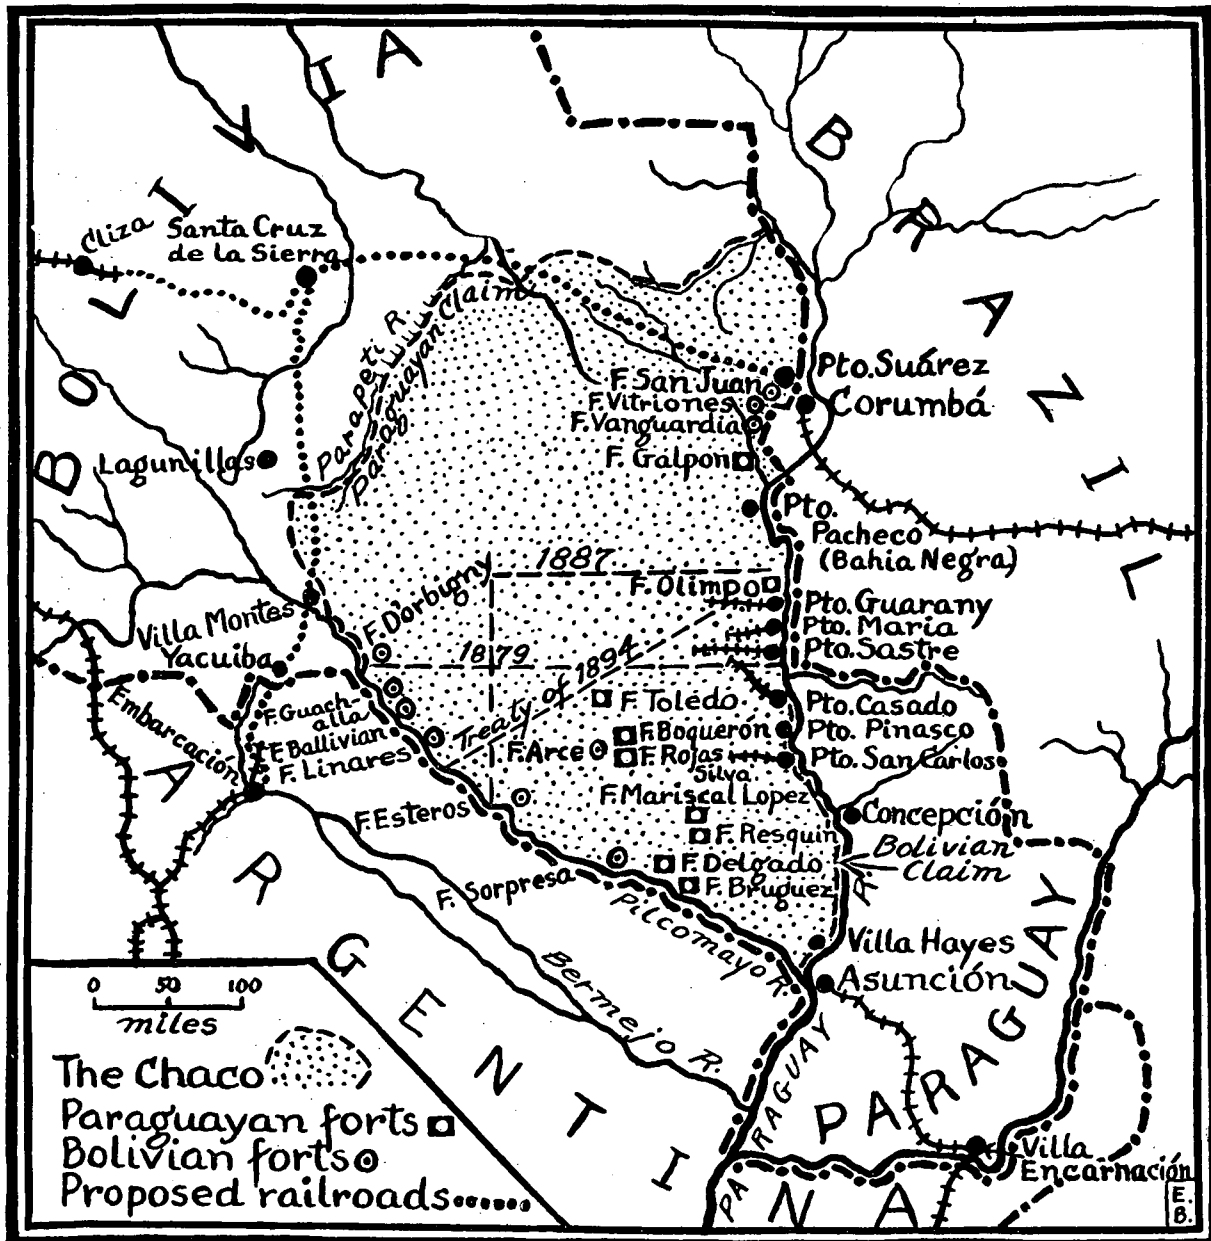 BOLIVIA
BRAZIL
Cliza
Santa Cruz
de la Sierra
Parapeti R.
Paraguayan Claim
Lagunillas
F. San Juan
F. Vitriones
F. Vanguardia
F. Galpon
Pto. Suárez
Corumbá
Pto.
Pacheco
(Bahia Negra)
1887
F. Olimpo
Pto. Guarany
Pto. Maria
Pto. Sastre
Villa Montes
Yacuiba
F. Dorbigny
1879
Treaty of 1894
F. Toledo
Pto. Casado
Pto. Pinasco
Pto. San Carlos
Embarcación
F. Guach-
alla
F. Ballivian
F. Linares
F. Arce
F. Boquerón
F. Rojas
Silva
F. Mariscal Lopez
F. Resquin
F. Delgado
F. Bruguez
Concepción
Bolivian
Claim
R.
F. Esteros
F. Sorpresa
Pilcomayo R.
Bermejo R.
Villa Hayes
Asunción
ARGENTINA
PARAGUAY
PARAGUAY
Villa
Encarnación
0 50 100
miles
The Chaco
Paraguayan forts
Bolivian forts
Proposed railroads
E.
B.